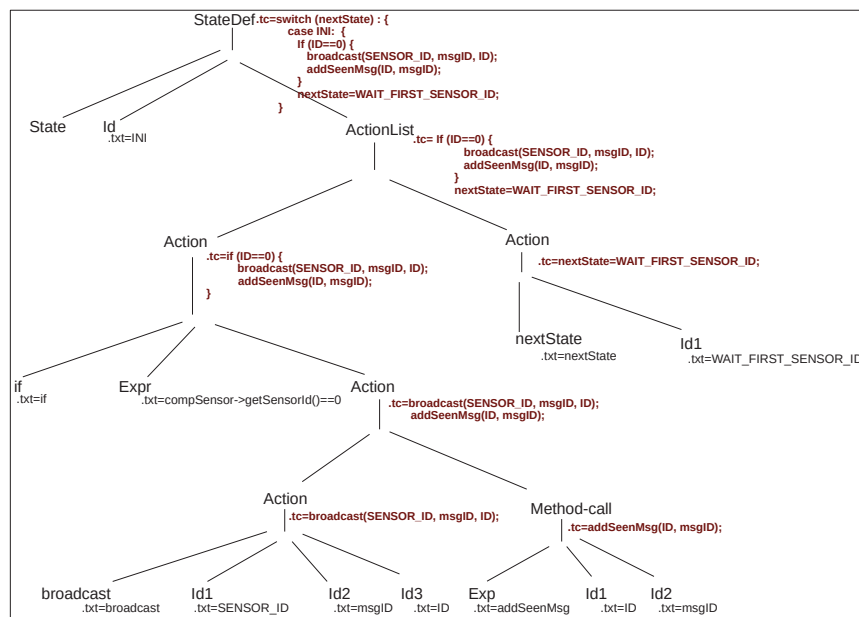 StateDef .tc=switch (nextState) : {
case INI: {
If (ID==0) {
broadcast(SENSOR_ID, msgID, ID);
addSeenMsg(ID, msgID);
}
nextState=WAIT_FIRST_SENSOR_ID;
}
State
Id
.txt=INI
ActionList
.tc= If (ID==0) {
broadcast(SENSOR_ID, msgID, ID);
addSeenMsg(ID, msgID);
}
nextState=WAIT_FIRST_SENSOR_ID;
Action
.tc=if (ID==0) {
broadcast(SENSOR_ID, msgID, ID);
addSeenMsg(ID, msgID);
}
Action
.tc=nextState=WAIT_FIRST_SENSOR_ID;
nextState
.txt=nextState
Id1
.txt=WAIT_FIRST_SENSOR_ID
if
.txt=if
Expr
.txt=compSensor->getSensorId()==0
Action
.tc=broadcast(SENSOR_ID, msgID, ID);
addSeenMsg(ID, msgID);
Action
.tc=broadcast(SENSOR_ID, msgID, ID);
Method-call
.tc=addSeenMsg(ID, msgID);
broadcast
.txt=broadcast
Id1
.txt=SENSOR_ID
Id2
.txt=msgID
Id3
.txt=ID
Exp
.txt=addSeenMsg
Id1
.txt=ID
Id2
.txt=msgID